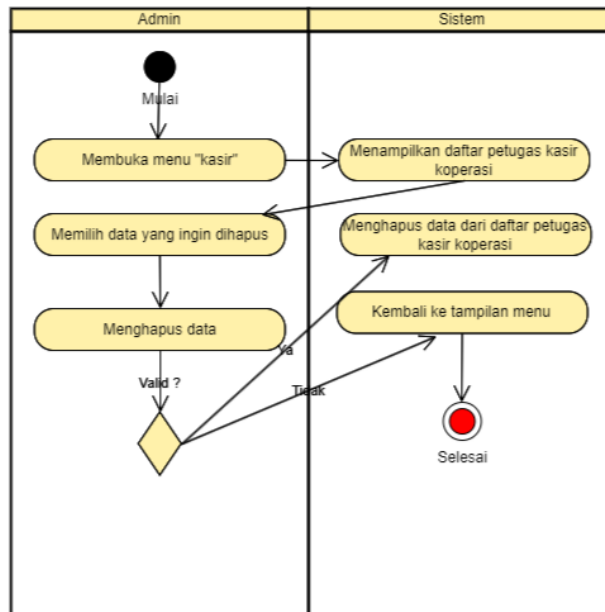 Admin
Sistem
Mulai
Membuka menu "kasir"
Menampilkan daftar petugas kasir
koperasi
Memilih data yang ingin dihapus
Menghapus data dari daftar petugas
kasir koperasi
Menghapus data
Kembali ke tampilan menu
Ya
Valid ?
Tidak
Selesai